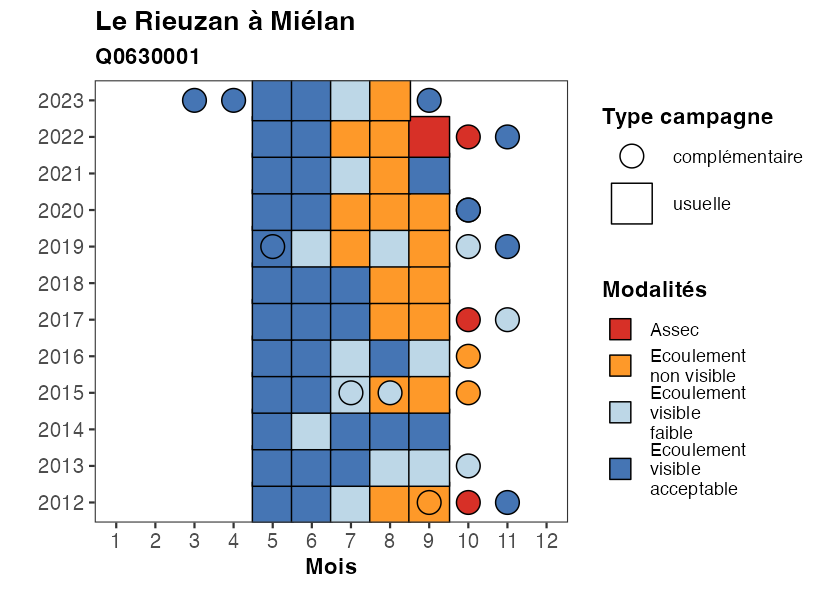 Le Rieuzan à Miélan
Q0630001
2023
2022
2021
2020
2019
2018
2017
2016
2015
2014
2013
2012
1 2 3 4 5 6 7 8 9 10 11 12
Mois
Type campagne
complémentaire
usuelle
Modalités
Assec
Ecoulement
non visible
Ecoulement
visible
faible
Ecoulement
visible
acceptable